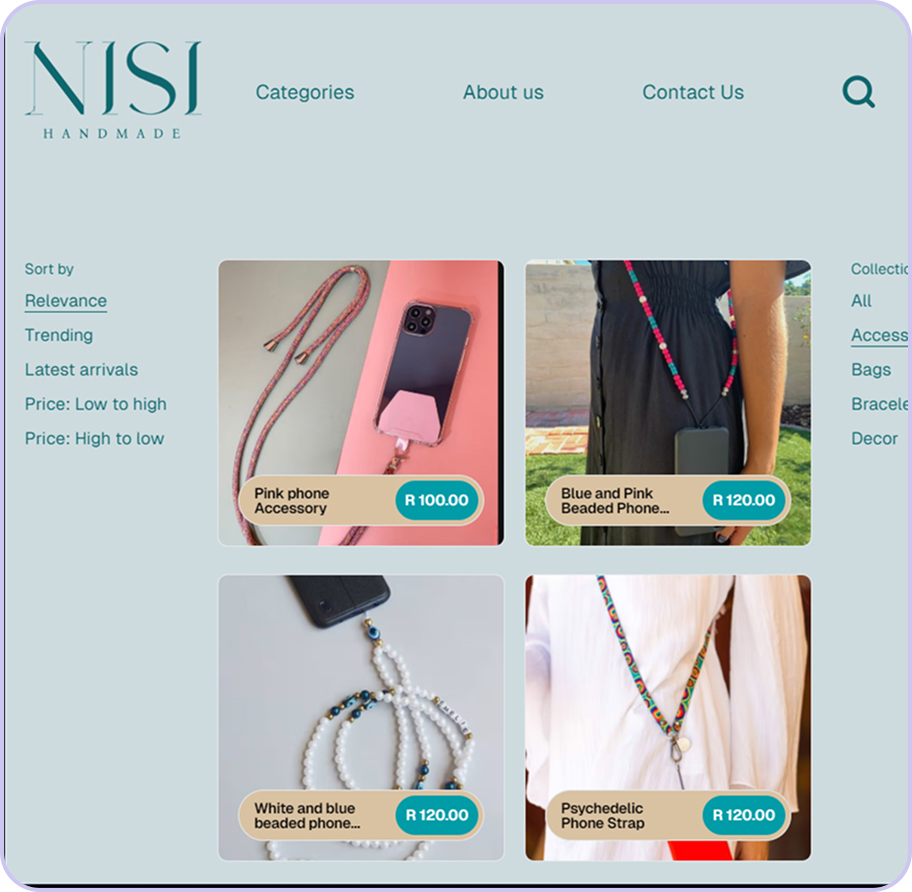 NISI
HANDMADE
Categories
About us
Contact Us
Sort by
Relevance
Trending
Latest arrivals
Price: Low to high
Price: High to low
Pink phone
Accessory
R 100.00
Blue and Pink
Beaded Phone...
R 120.00
White and blue
beaded phone...
R 120.00
Psychedelic
Phone Strap
R 120.00
Collectio
All
Access
Bags
Bracele
Decor